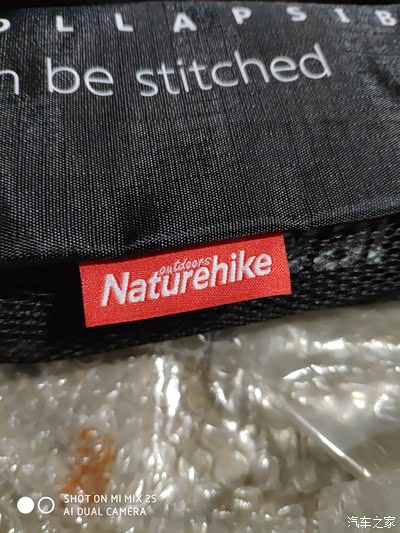 OLLAPSIB
n be stitched
outdoors
Naturehike
SHOT ON MI MIX 2S
AI DUAL CAMERA
汽车之家